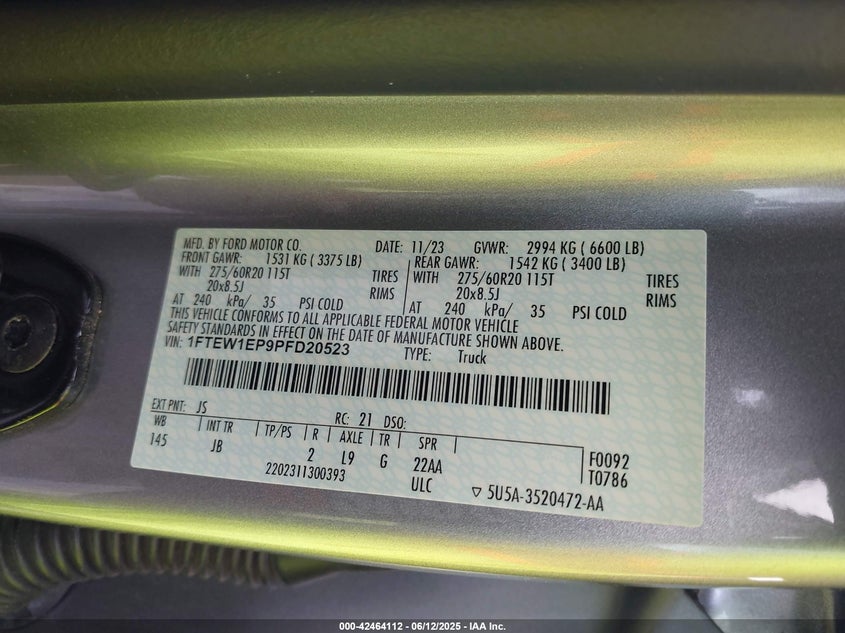 MFD. BY FORD MOTOR CO. DATE: 11/23 GVWR: 2994 KG ( 6600 LB)
FRONT GAWR: 1531 KG ( 3375 LB) REAR GAWR: 1542 KG ( 3400 LB)
WITH 275/60R20 115T TIRES WITH 275/60R20 115T TIRES
20x8.5J RIMS 20x8.5J RIMS
AT 240 kPa/ 35 PSI COLD AT 240 kPa/ 35 PSI COLD
THIS VEHICLE CONFORMS TO ALL APPLICABLE FEDERAL MOTOR VEHICLE
SAFETY STANDARDS IN EFFECT ON THE DATE OF MANUFACTURE SHOWN ABOVE.
VIN: 1FTEW1EP9PFD20523 TYPE: Truck
EXT PNT: JS RC: 21 DSO:
WB INT TR TP/PS R AXLE TR SPR
145 JB 2 L9 G 22AA F0092
2202311300393 ULC T0786
5U5A-3520472-AA
000-42464112 - 06/12/2025 - IAA Inc.